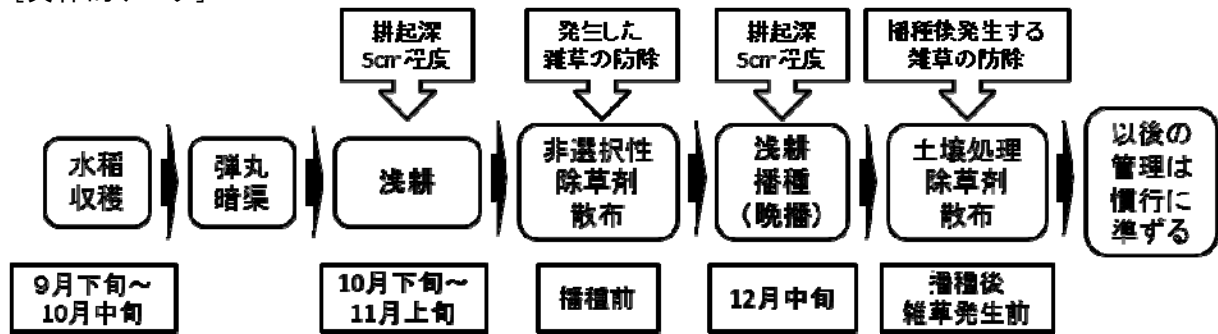 耕起深
5cm程度
発生した
雑草の防除
耕起深
5cm程度
播種後発生する
雑草の防除
水稲
収穫
弾丸
暗渠
浅耕
非選択性
除草剤
散布
浅耕
播種
(晩播)
土壌処理
除草剤
散布
以後の
管理は
慣行に
準ずる
9月下旬～
10月中旬
10月下旬～
11月上旬
播種前
12月中旬
播種後
雑草発生前